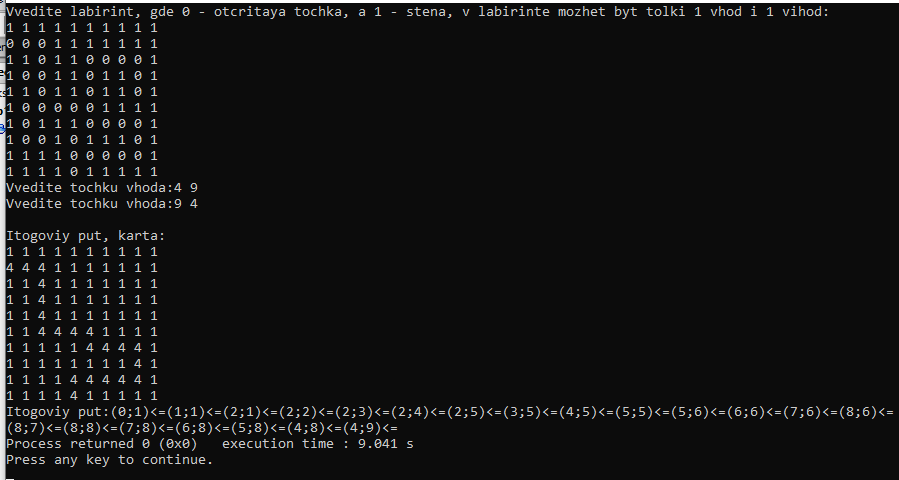 Vvedite labirint, gde 0 - otcritaya tochka, a 1 - stena, v labirinte mozhet byt tolki 1 vhod i 1 vihod:
1 1 1 1 1 1 1 1 1 1
0 0 0 1 1 1 1 1 1 1
1 1 0 1 1 0 0 0 0 1
1 0 0 1 1 0 1 1 0 1
1 1 0 1 1 0 1 1 0 1
1 0 0 0 0 0 1 1 1 1
1 0 1 1 1 0 0 0 0 1
1 0 0 1 0 1 1 1 0 1
1 1 1 1 0 0 0 0 0 1
1 1 1 1 0 1 1 1 1 1
Vvedite tochku vhoda:4 9
Vvedite tochku vhoda:9 4
Itogoviy put, karta:
1 1 1 1 1 1 1 1 1 1
4 4 4 1 1 1 1 1 1 1
1 1 4 1 1 1 1 1 1 1
1 1 4 1 1 1 1 1 1 1
1 1 4 1 1 1 1 1 1 1
1 1 4 4 4 4 1 1 1 1
1 1 1 1 1 4 4 4 4 1
1 1 1 1 1 1 1 1 4 1
1 1 1 1 4 4 4 4 4 1
1 1 1 1 4 1 1 1 1 1
Itogoviy put:(0;1)<=(1;1)<=(2;1)<=(2;2)<=(2;3)<=(2;4)<=(2;5)<=(3;5)<=(4;5)<=(5;5)<=(5;6)<=(6;6)<=(7;6)<=(8;6)<=
(8;7)<=(8;8)<=(7;8)<=(6;8)<=(5;8)<=(4;8)<=(4;9)<=
Process returned 0 (0x0)   execution time : 9.041 s
Press any key to continue.